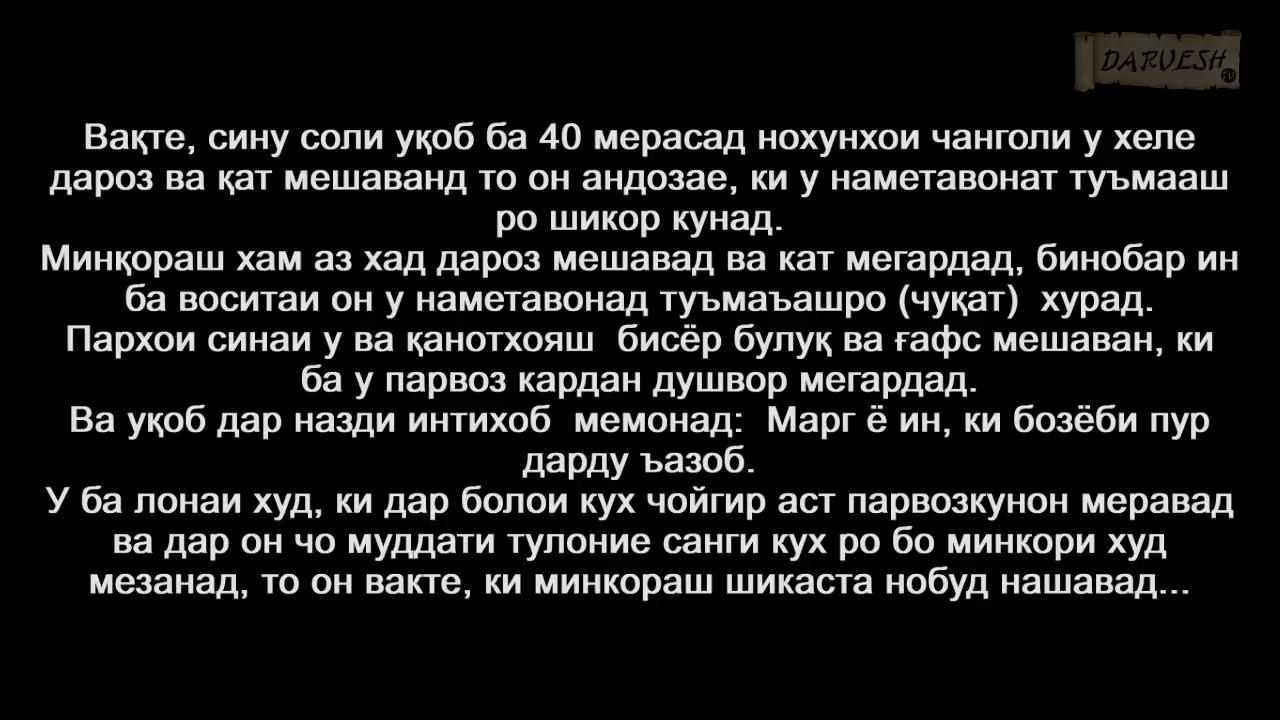 DARVESH
TV
Вақте, сину соли уқоб ба 40 мерасад нохунхои чанголи у хеле
дароз ва қат мешаванд то он андозае, ки у наметавонат туъмааш
ро шикор кунад.
Минқораш хам аз хад дароз мешавад ва кат мегардад, бинобар ин
ба воситаи он у наметавонад туъмаъашро (чуқат) хурад.
Пархои синаи у ва қанотхояш бисёр булуқ ва ғафс мешаван, ки
ба у парвоз кардан душвор мегардад.
Ва уқоб дар назди интихоб мемонад: Марг ё ин, ки бозёби пур
дарду ъазоб.
У ба лонаи худ, ки дар болои кух чойгир аст парвозкунон меравад
ва дар он чо муддати тулоние санги кух ро бо минкори худ
мезанад, то он вакте, ки минкораш шикаста нобуд нашавад...